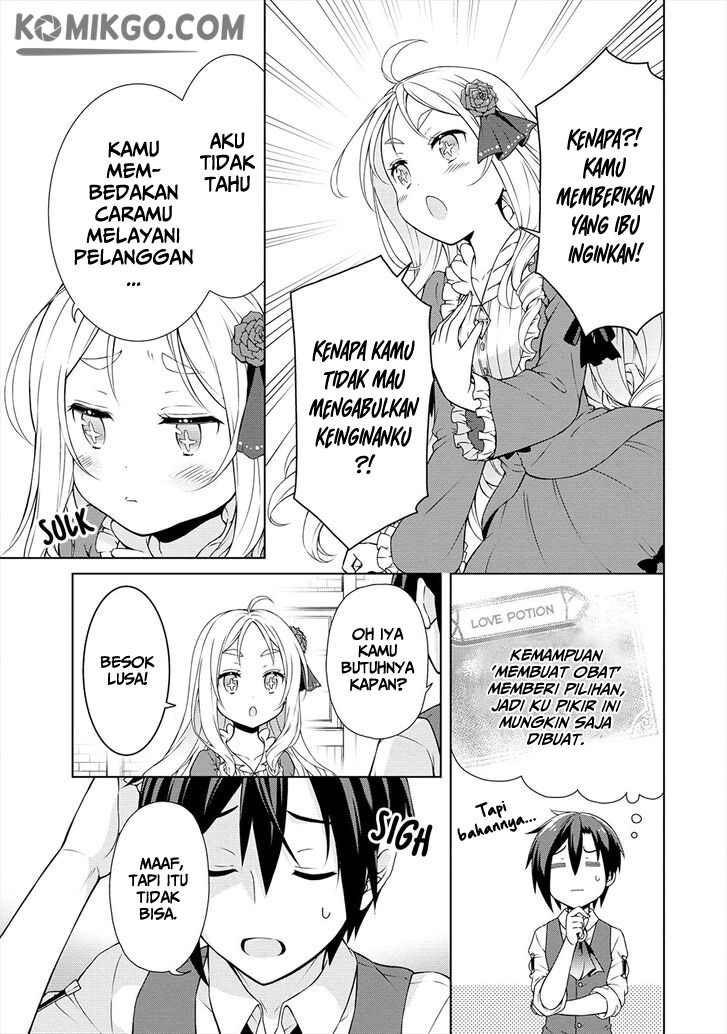 KOMIKGO.COM
KENAPA?!
KAMU
MEMBERIKAN
YANG IBU
INGINKAN!
KENAPA KAMU
TIDAK MAU
MENGABULKAN
KEINGINANKU
?!
AKU
TIDAK
TAHU
KAMU
MEM-
BEDAKAN
CARAMU
MELAYANI
PELANGGAN
...
SULK
LOVE POTION
KEMAMPUAN
'MEMBUAT OBAT'
MEMBERI PILIHAN,
JADI KU PIKIR INI
MUNGKIN SAJA
DIBUAT.
Tapi
bahannya...
OH IYA
KAMU
BUTUHNYA
KAPAN?
BESOK
LUSA!
SIGH
MAAF,
TAPI ITU
TIDAK
BISA.